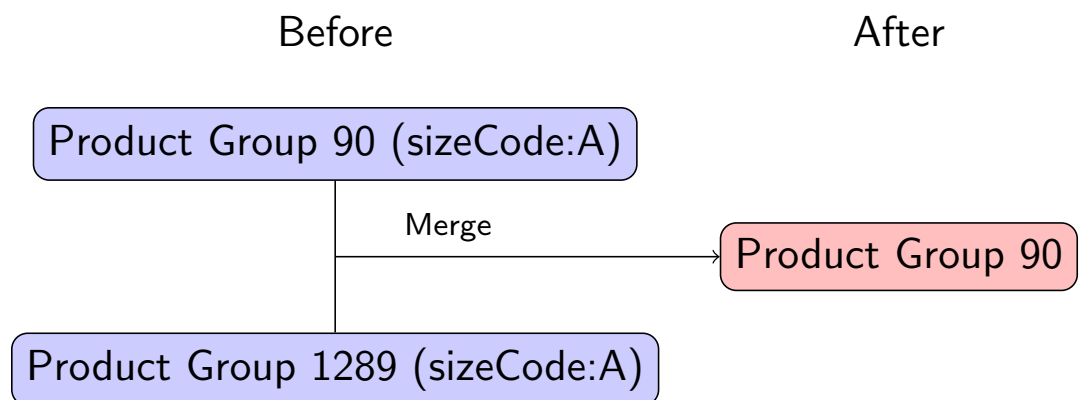 Before
After
Product Group 90 (sizeCode:A)
Merge
Product Group 90
Product Group 1289 (sizeCode:A)